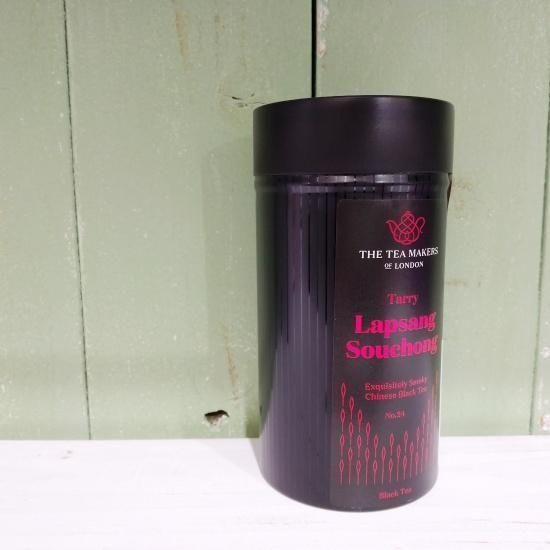 THE TEA MAKERS
OF LONDON
Tarry
Lapsang
Souchong
Exquisitely Smoky
Chinese Black Tea
No.24
Black Tea